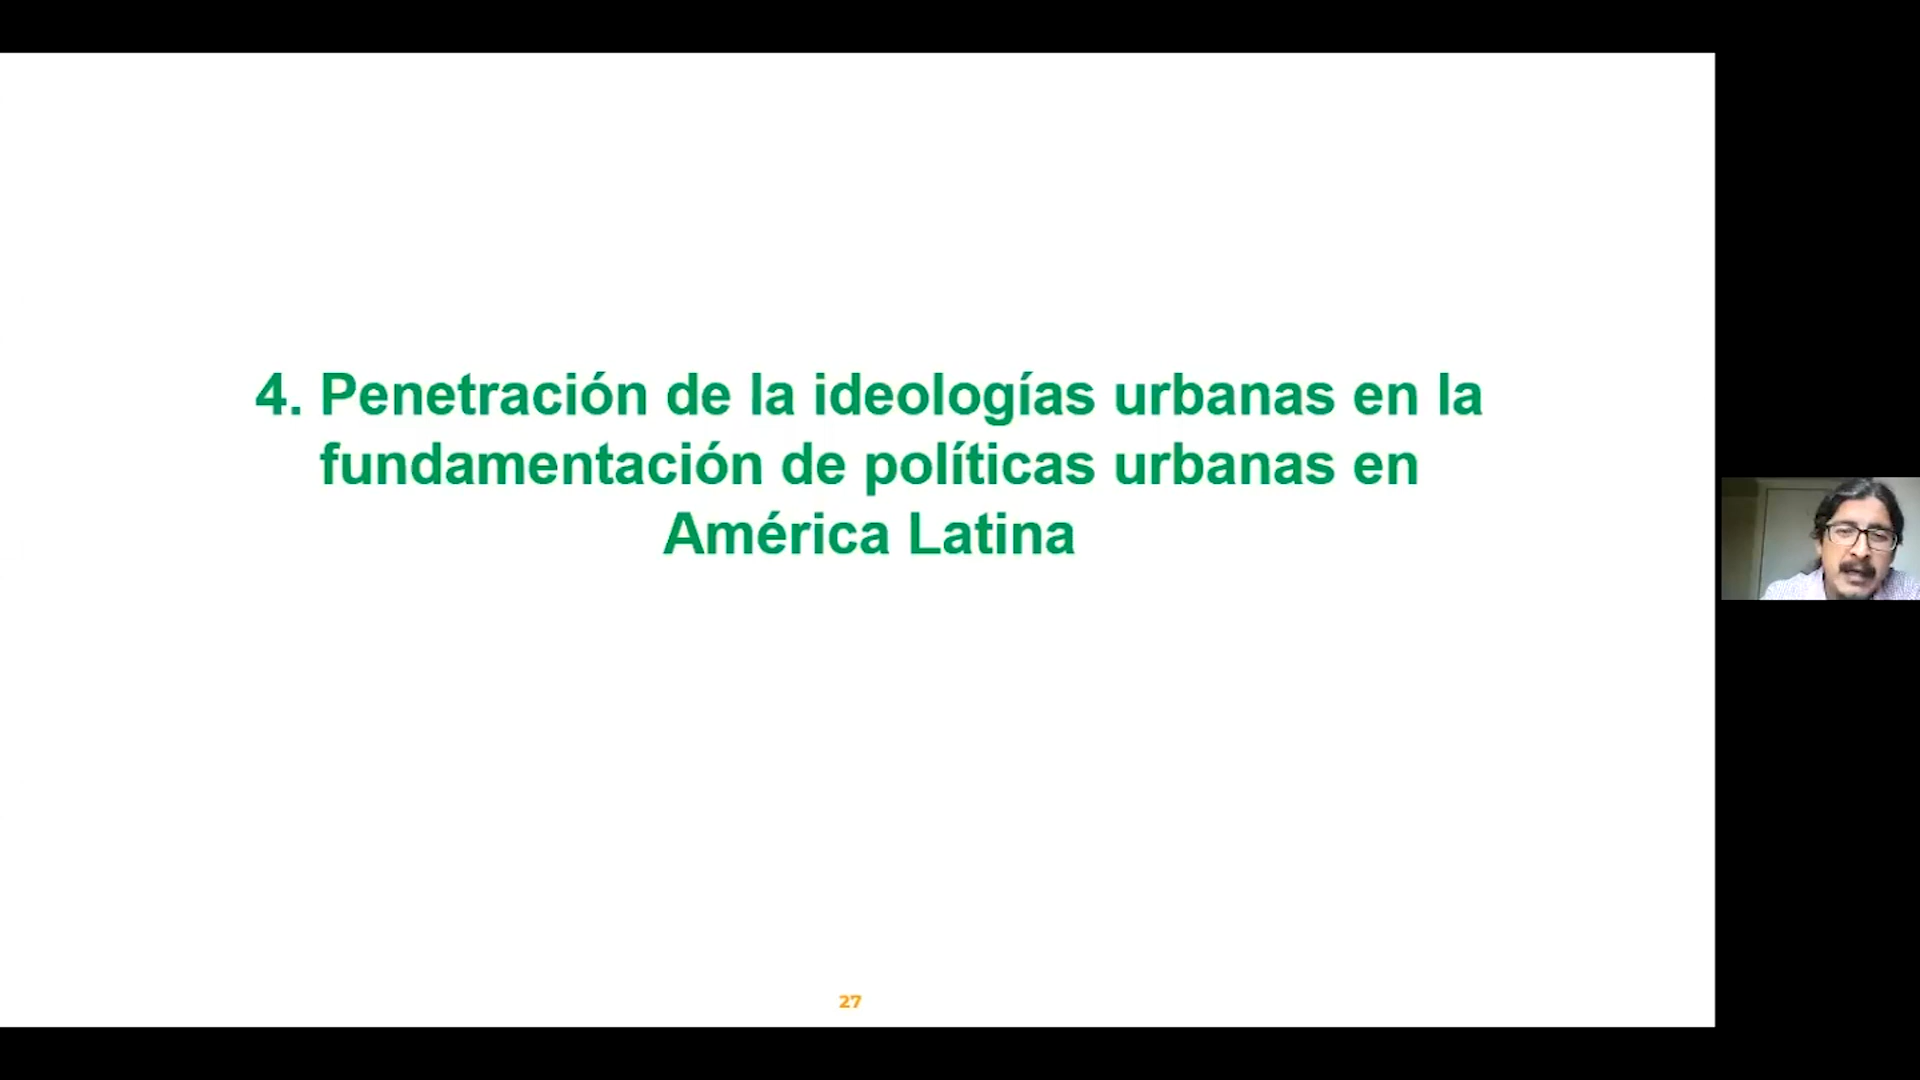 4. Penetración de la ideologías urbanas en la
fundamentación de políticas urbanas en
América Latina
27